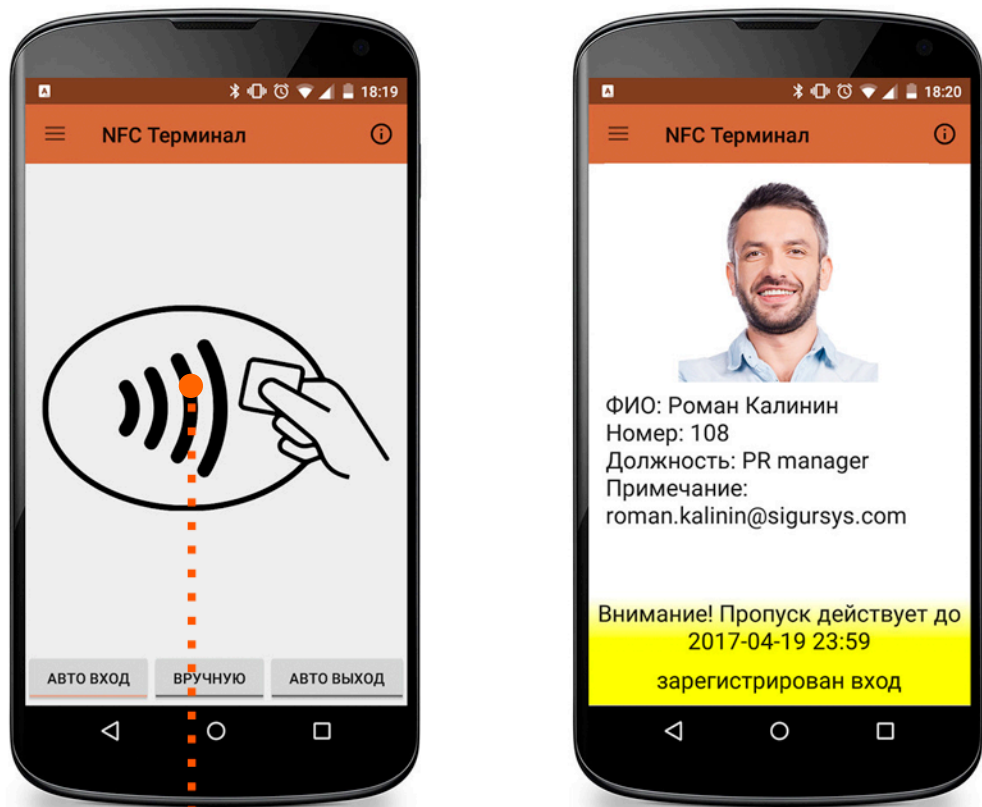 18:19
NFC Терминал
АВТО ВХОД
ВРУЧНУЮ
АВТО ВЫХОД
18:20
NFC Терминал
ФИО: Роман Калинин
Номер: 108
Должность: PR manager
Примечание:
roman.kalinin@sigursys.com
Внимание! Пропуск действует до
2017-04-19 23:59
зарегистрирован вход